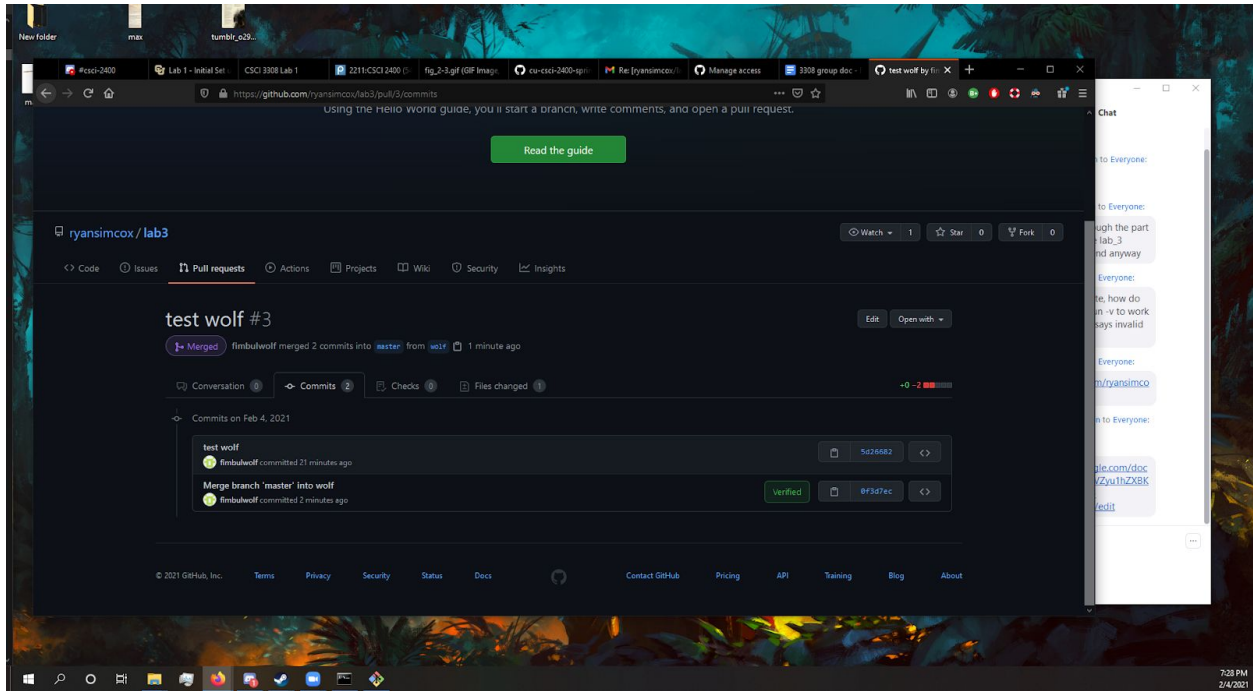 New folder
max
tumblr_o29...
#csci-2400
Lab 1 - Initial Set
CSCI 3308 Lab 1
2211:CSCI 2400 (S
fig_2-3.gif (GIF Image,
cu-csci-2400-spri
Re: [ryansimcox/
Manage access
3308 group doc -
test wolf by fi
https://github.com/ryansimcox/lab3/pull/3/commits
Using the Hello World guide, you'll start a branch, write comments, and open a pull request.
Read the guide
ryansimcox / lab3
Watch 1
Star 0
Fork 0
Code
Issues
Pull requests
Actions
Projects
Wiki
Security
Insights
test wolf #3
Edit
Open with
Merged
fimbulwolf merged 2 commits into master from wolf 1 minute ago
Conversation 0
Commits 2
Checks 0
Files changed 1
+0 −2
Commits on Feb 4, 2021
test wolf
fimbulwolf committed 21 minutes ago
5d26682
Merge branch 'master' into wolf
fimbulwolf committed 2 minutes ago
Verified
0f3d7ec
© 2021 GitHub, Inc.
Terms
Privacy
Security
Status
Docs
Contact GitHub
Pricing
API
Training
Blog
About
Chat
to Everyone:
to Everyone:
ugh the part
lab_3
nd anyway
Everyone:
te, how do
un -v to work
says invalid
Everyone:
m/ryansimco
n to Everyone:
gle.com/doc
/Zyu1hZXBK
/edit
7:28 PM
2/4/2021